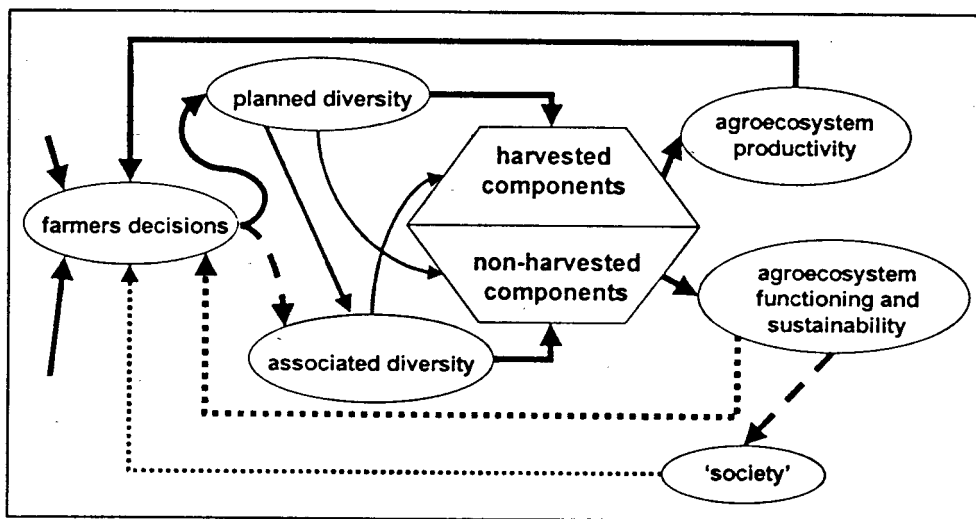 planned diversity
agroecosystem
productivity
harvested
components
farmers decisions
non-harvested
components
agroecosystem
functioning and
sustainability
associated diversity
'society'